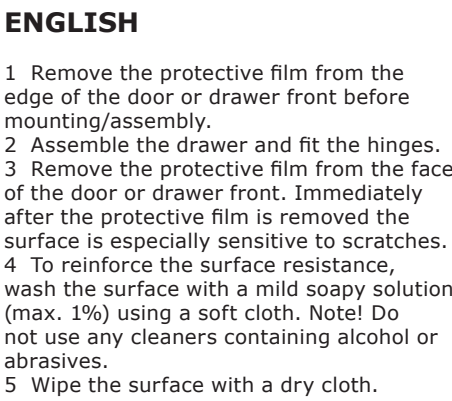 ENGLISH
1  Remove the protective film from the
edge of the door or drawer front before
mounting/assembly.
2  Assemble the drawer and fit the hinges.
3  Remove the protective film from the face
of the door or drawer front. Immediately
after the protective film is removed the
surface is especially sensitive to scratches.
4  To reinforce the surface resistance,
wash the surface with a mild soapy solution
(max. 1%) using a soft cloth. Note! Do
not use any cleaners containing alcohol or
abrasives.
5  Wipe the surface with a dry cloth.